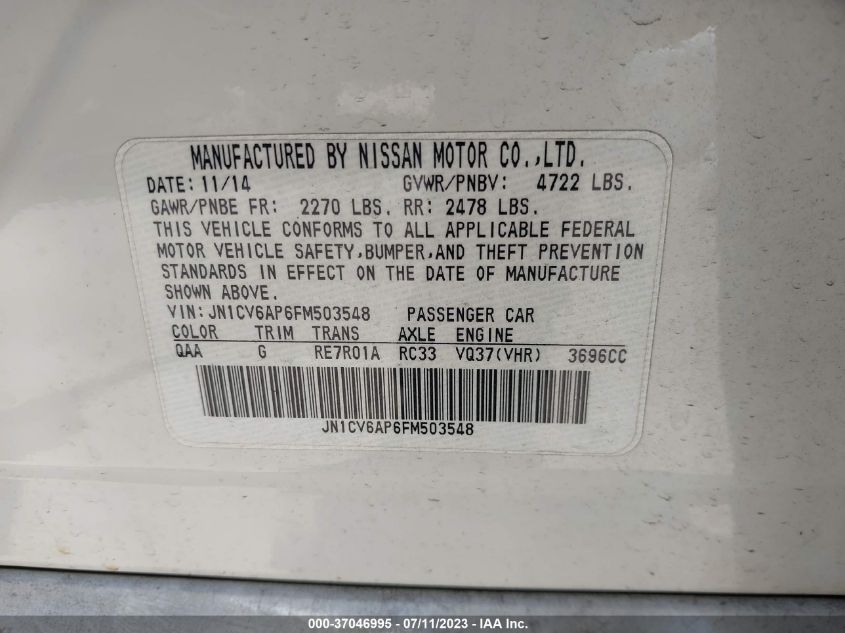 MANUFACTURED BY NISSAN MOTOR CO.,LTD.
DATE: 11/14 GVWR/PNBV: 4722 LBS.
GAWR/PNBE FR: 2270 LBS. RR: 2478 LBS.
THIS VEHICLE CONFORMS TO ALL APPLICABLE FEDERAL
MOTOR VEHICLE SAFETY,BUMPER,AND THEFT PREVENTION
STANDARDS IN EFFECT ON THE DATE OF MANUFACTURE
SHOWN ABOVE.
VIN: JN1CV6AP6FM503548 PASSENGER CAR
COLOR TRIM TRANS AXLE ENGINE
QAA G RE7R01A RC33 VQ37(VHR) 3696CC
JN1CV6AP6FM503548
000-37046995 - 07/11/2023 - IAA Inc.